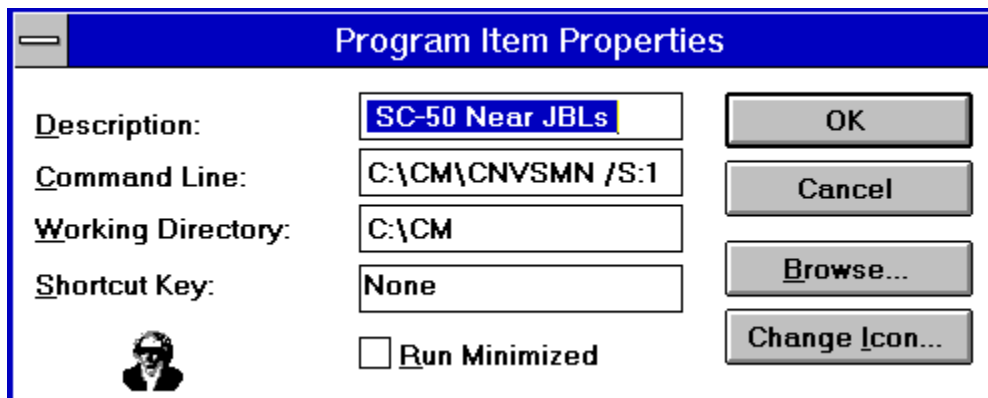 Program Item Properties
Description: SC-50 Near JBLs OK
Command Line: C:\CM\CNVSMN /S:1 Cancel
Working Directory: C:\CM
Browse...
Shortcut Key: None
Change Icon...
Run Minimized